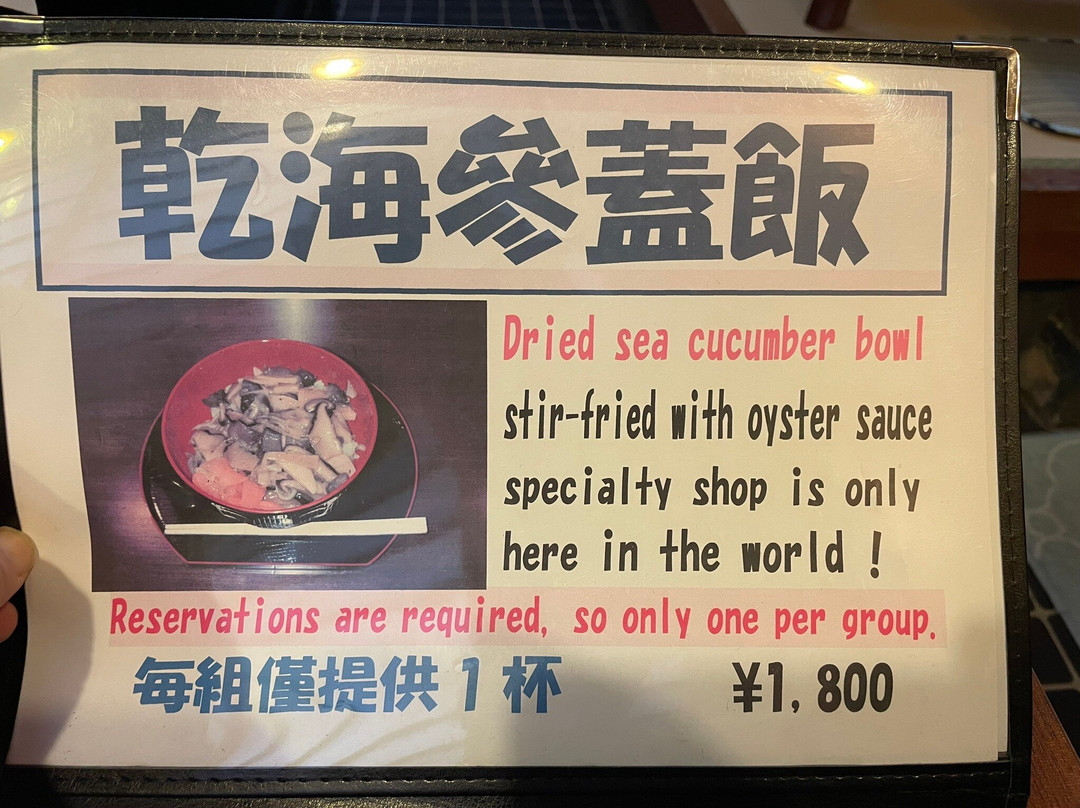 乾海參蓋飯
Dried sea cucumber bowl
stir-fried with oyster sauce
specialty shop is only
here in the world !
Reservations are required, so only one per group.
每組僅提供1杯
¥1,800